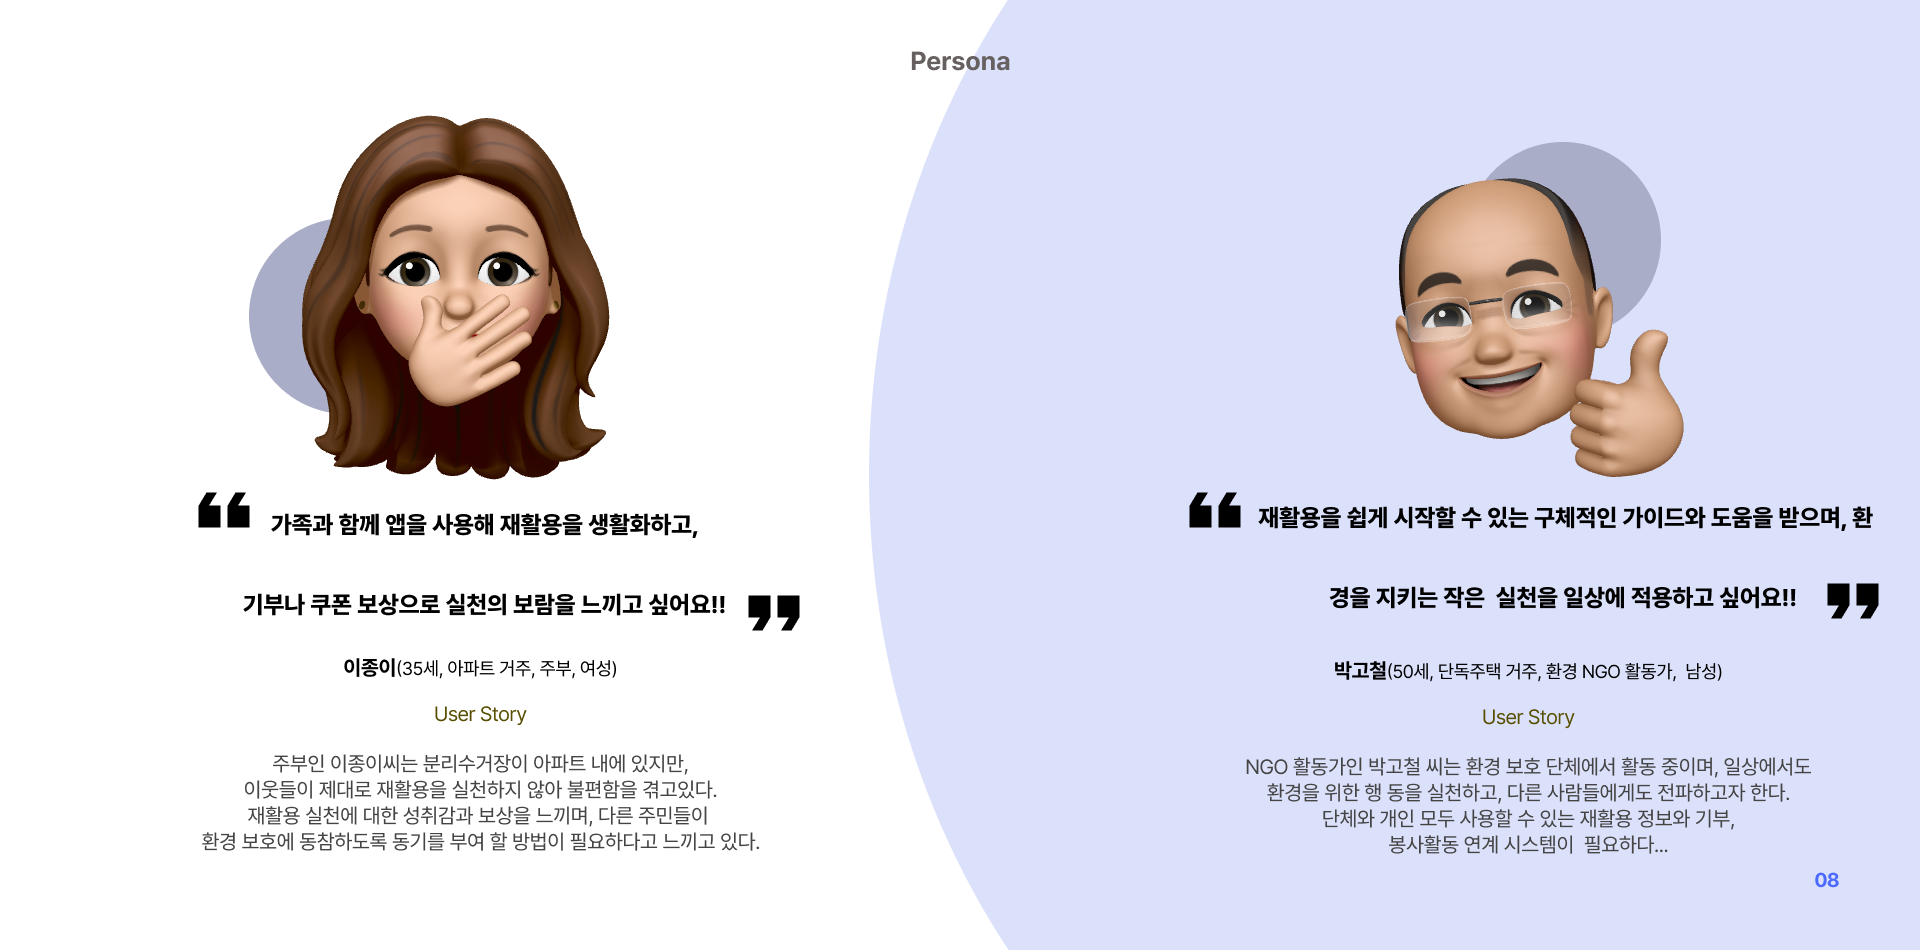 Persona
❝ 가족과 함께 앱을 사용해 재활용을 생활화하고,
기부나 쿠폰 보상으로 실천의 보람을 느끼고 싶어요!! ❞
이종이(35세, 아파트 거주, 주부, 여성)
User Story
주부인 이종이씨는 분리수거장이 아파트 내에 있지만,
이웃들이 제대로 재활용을 실천하지 않아 불편함을 겪고있다.
재활용 실천에 대한 성취감과 보상을 느끼며, 다른 주민들이
환경 보호에 동참하도록 동기를 부여 할 방법이 필요하다고 느끼고 있다.
❝ 재활용을 쉽게 시작할 수 있는 구체적인 가이드와 도움을 받으며, 환
경을 지키는 작은  실천을 일상에 적용하고 싶어요!! ❞
박고철(50세, 단독주택 거주, 환경 NGO 활동가,  남성)
User Story
NGO 활동가인 박고철 씨는 환경 보호 단체에서 활동 중이며, 일상에서도
환경을 위한 행 동을 실천하고, 다른 사람들에게도 전파하고자 한다.
단체와 개인 모두 사용할 수 있는 재활용 정보와 기부,
봉사활동 연계 시스템이  필요하다...
08